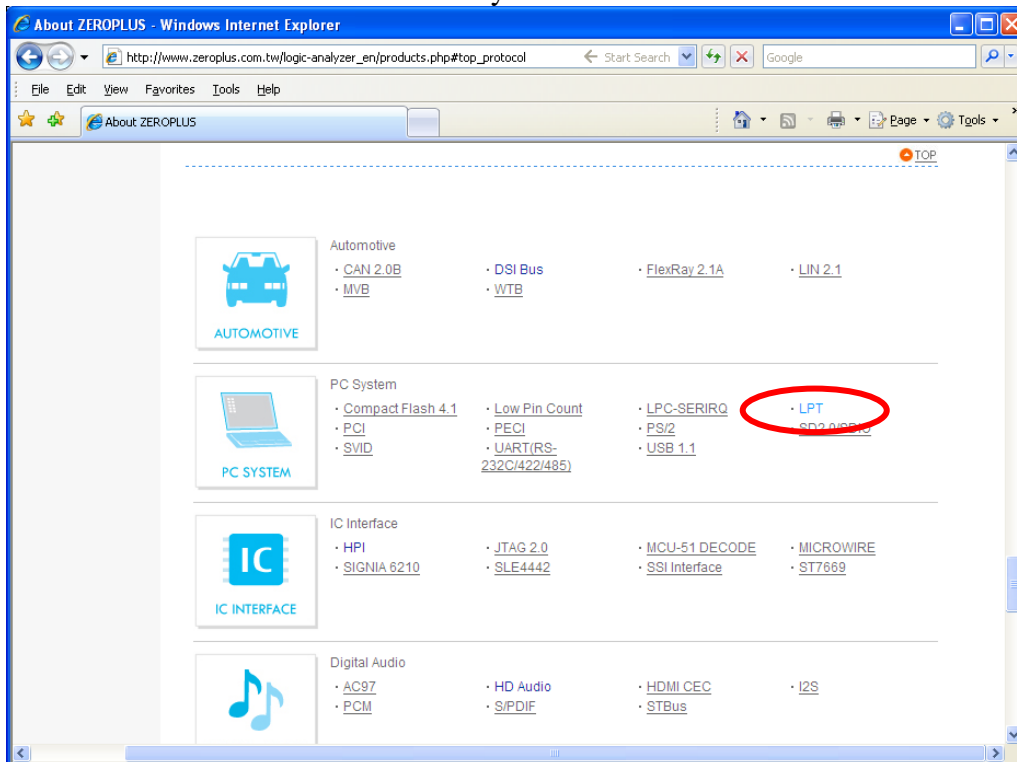 About ZEROPLUS - Windows Internet Explorer
http://www.zeroplus.com.tw/logic-analyzer_en/products.php#top_protocol Start Search Google
File Edit View Favorites Tools Help
About ZEROPLUS Page Tools
TOP
Automotive
· CAN 2.0B · DSI Bus · FlexRay 2.1A · LIN 2.1
· MVB · WTB
AUTOMOTIVE
PC System
· Compact Flash 4.1 · Low Pin Count · LPC-SERIRQ · LPT
· PCI · PECI · PS/2 · SD2.0/SDIO
· SVID · UART(RS- · USB 1.1
232C/422/485)
PC SYSTEM
IC Interface
· HPI · JTAG 2.0 · MCU-51 DECODE · MICROWIRE
· SIGNIA 6210 · SLE4442 · SSI Interface · ST7669
IC
IC INTERFACE
Digital Audio
· AC97 · HD Audio · HDMI CEC · I2S
· PCM · S/PDIF · STBus